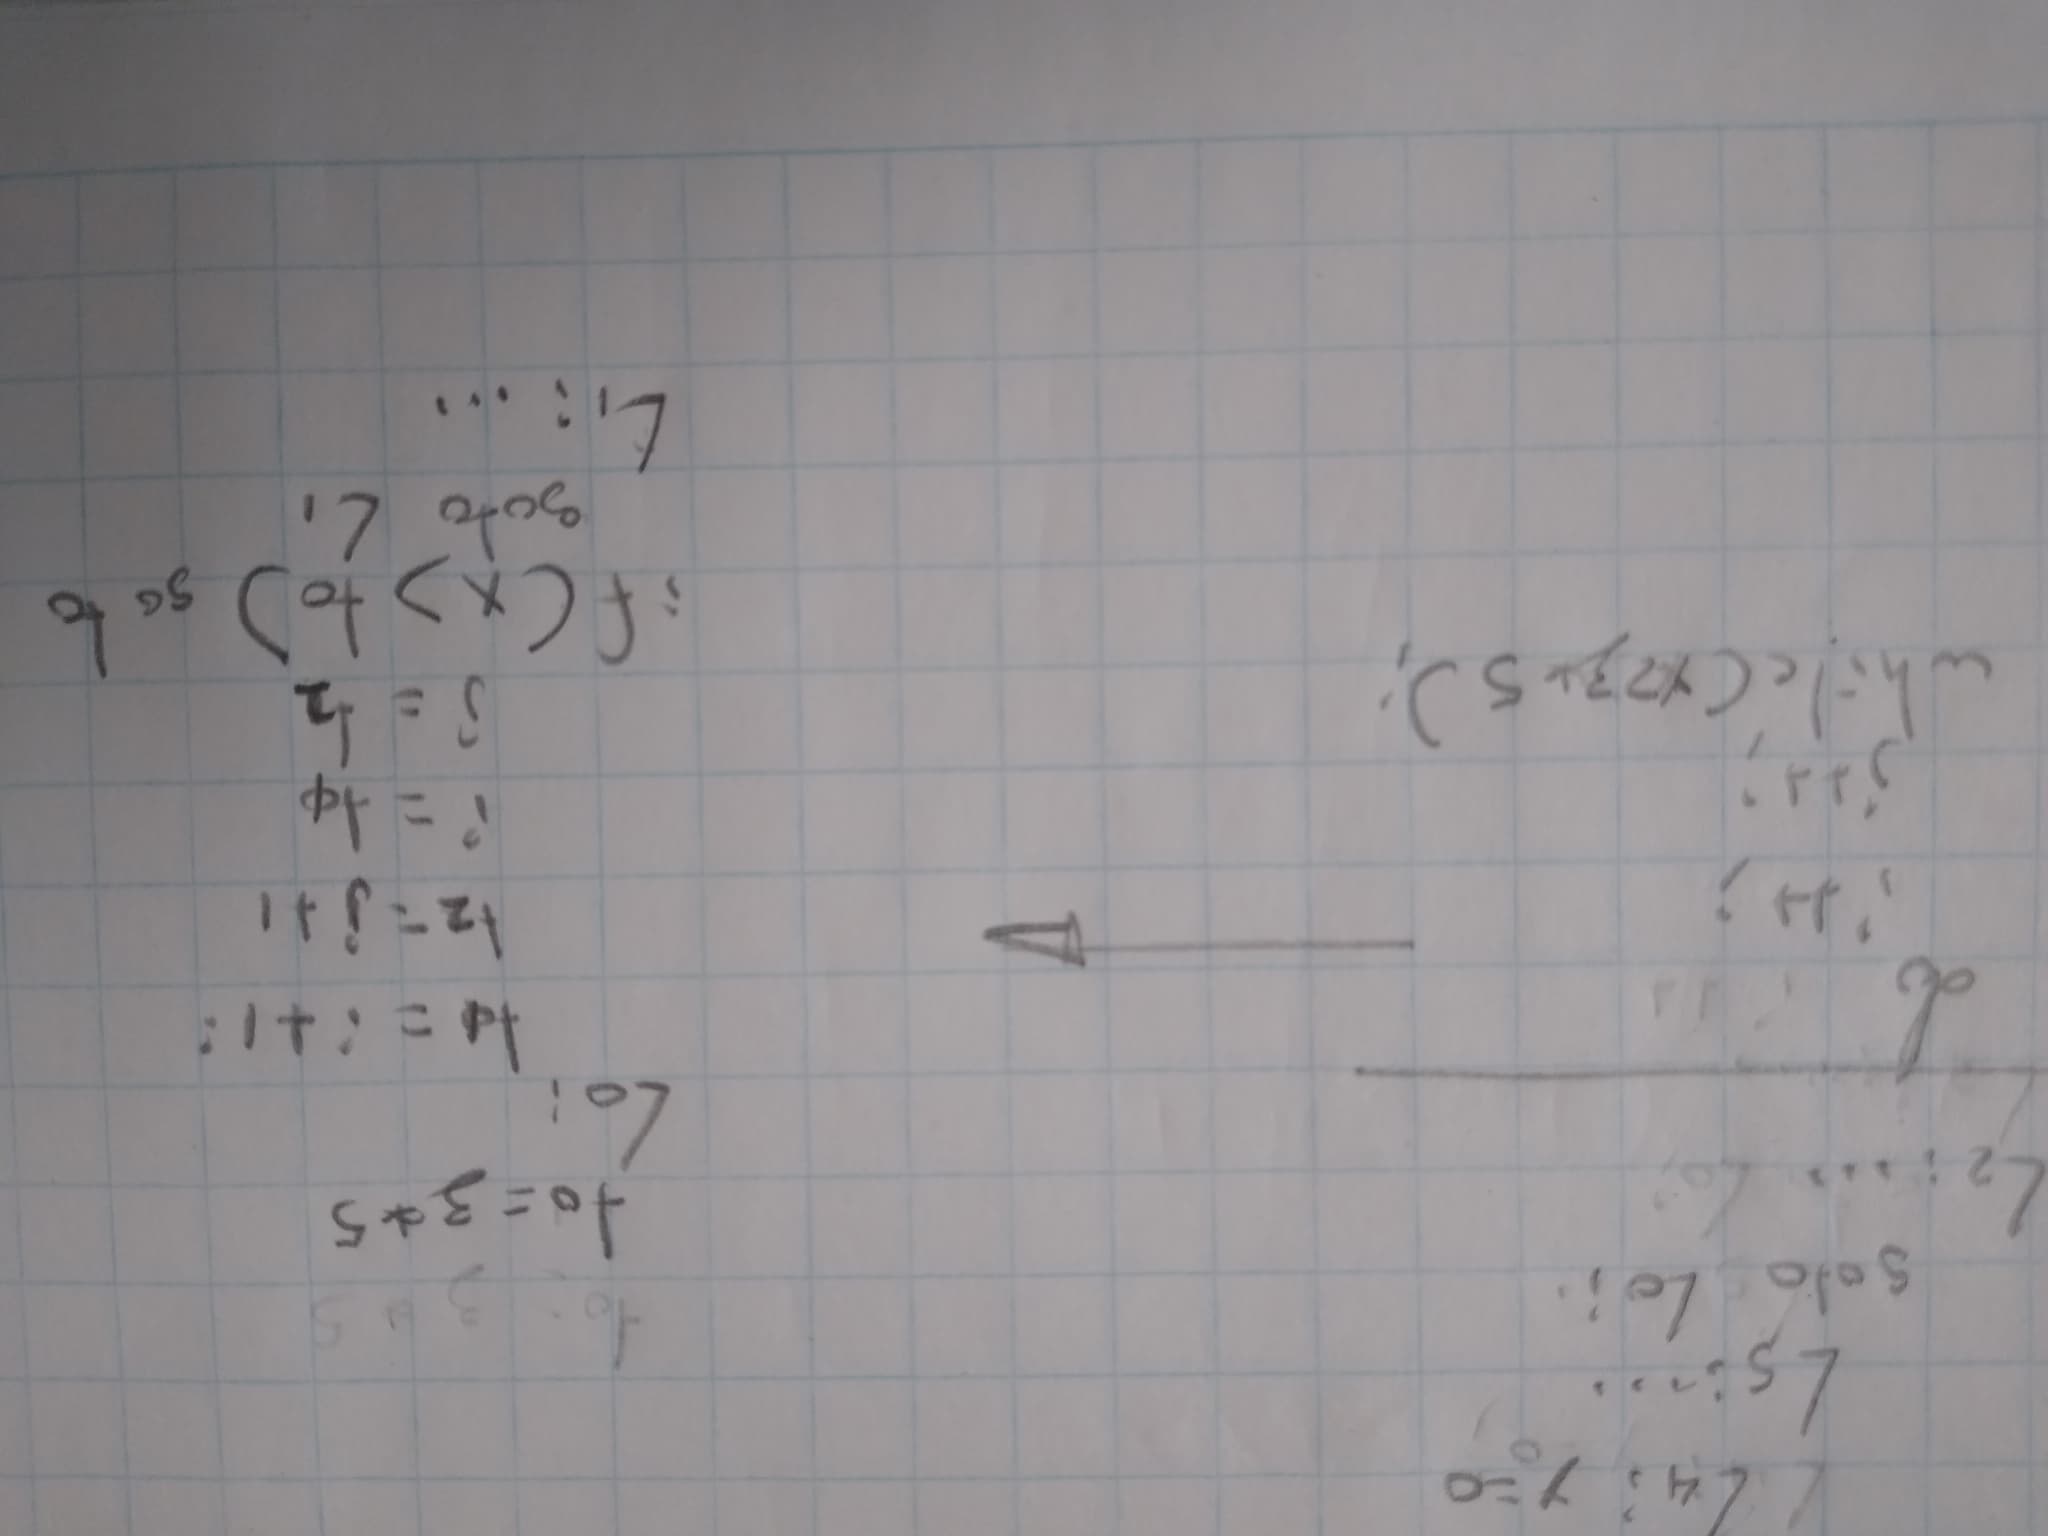 L4: y=0
L5: ...
goto L0;
L2: ...
do
i++;
j++;
while(x>3*5);
t0=3*5
L0:
t1=i+1;
t2=j+1
i=t1
j=t2
if(x>t0) goto
goto L1
L1: ...